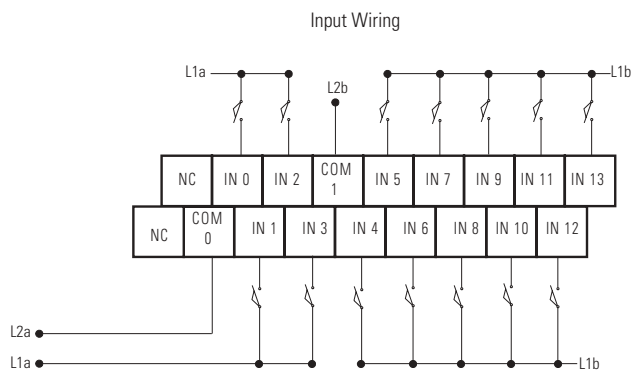 Input Wiring
L1a
L2b
L1b
NC
IN 0
IN 2
COM
1
IN 5
IN 7
IN 9
IN 11
IN 13
NC
COM
0
IN 1
IN 3
IN 4
IN 6
IN 8
IN 10
IN 12
L2a
L1a
L1b